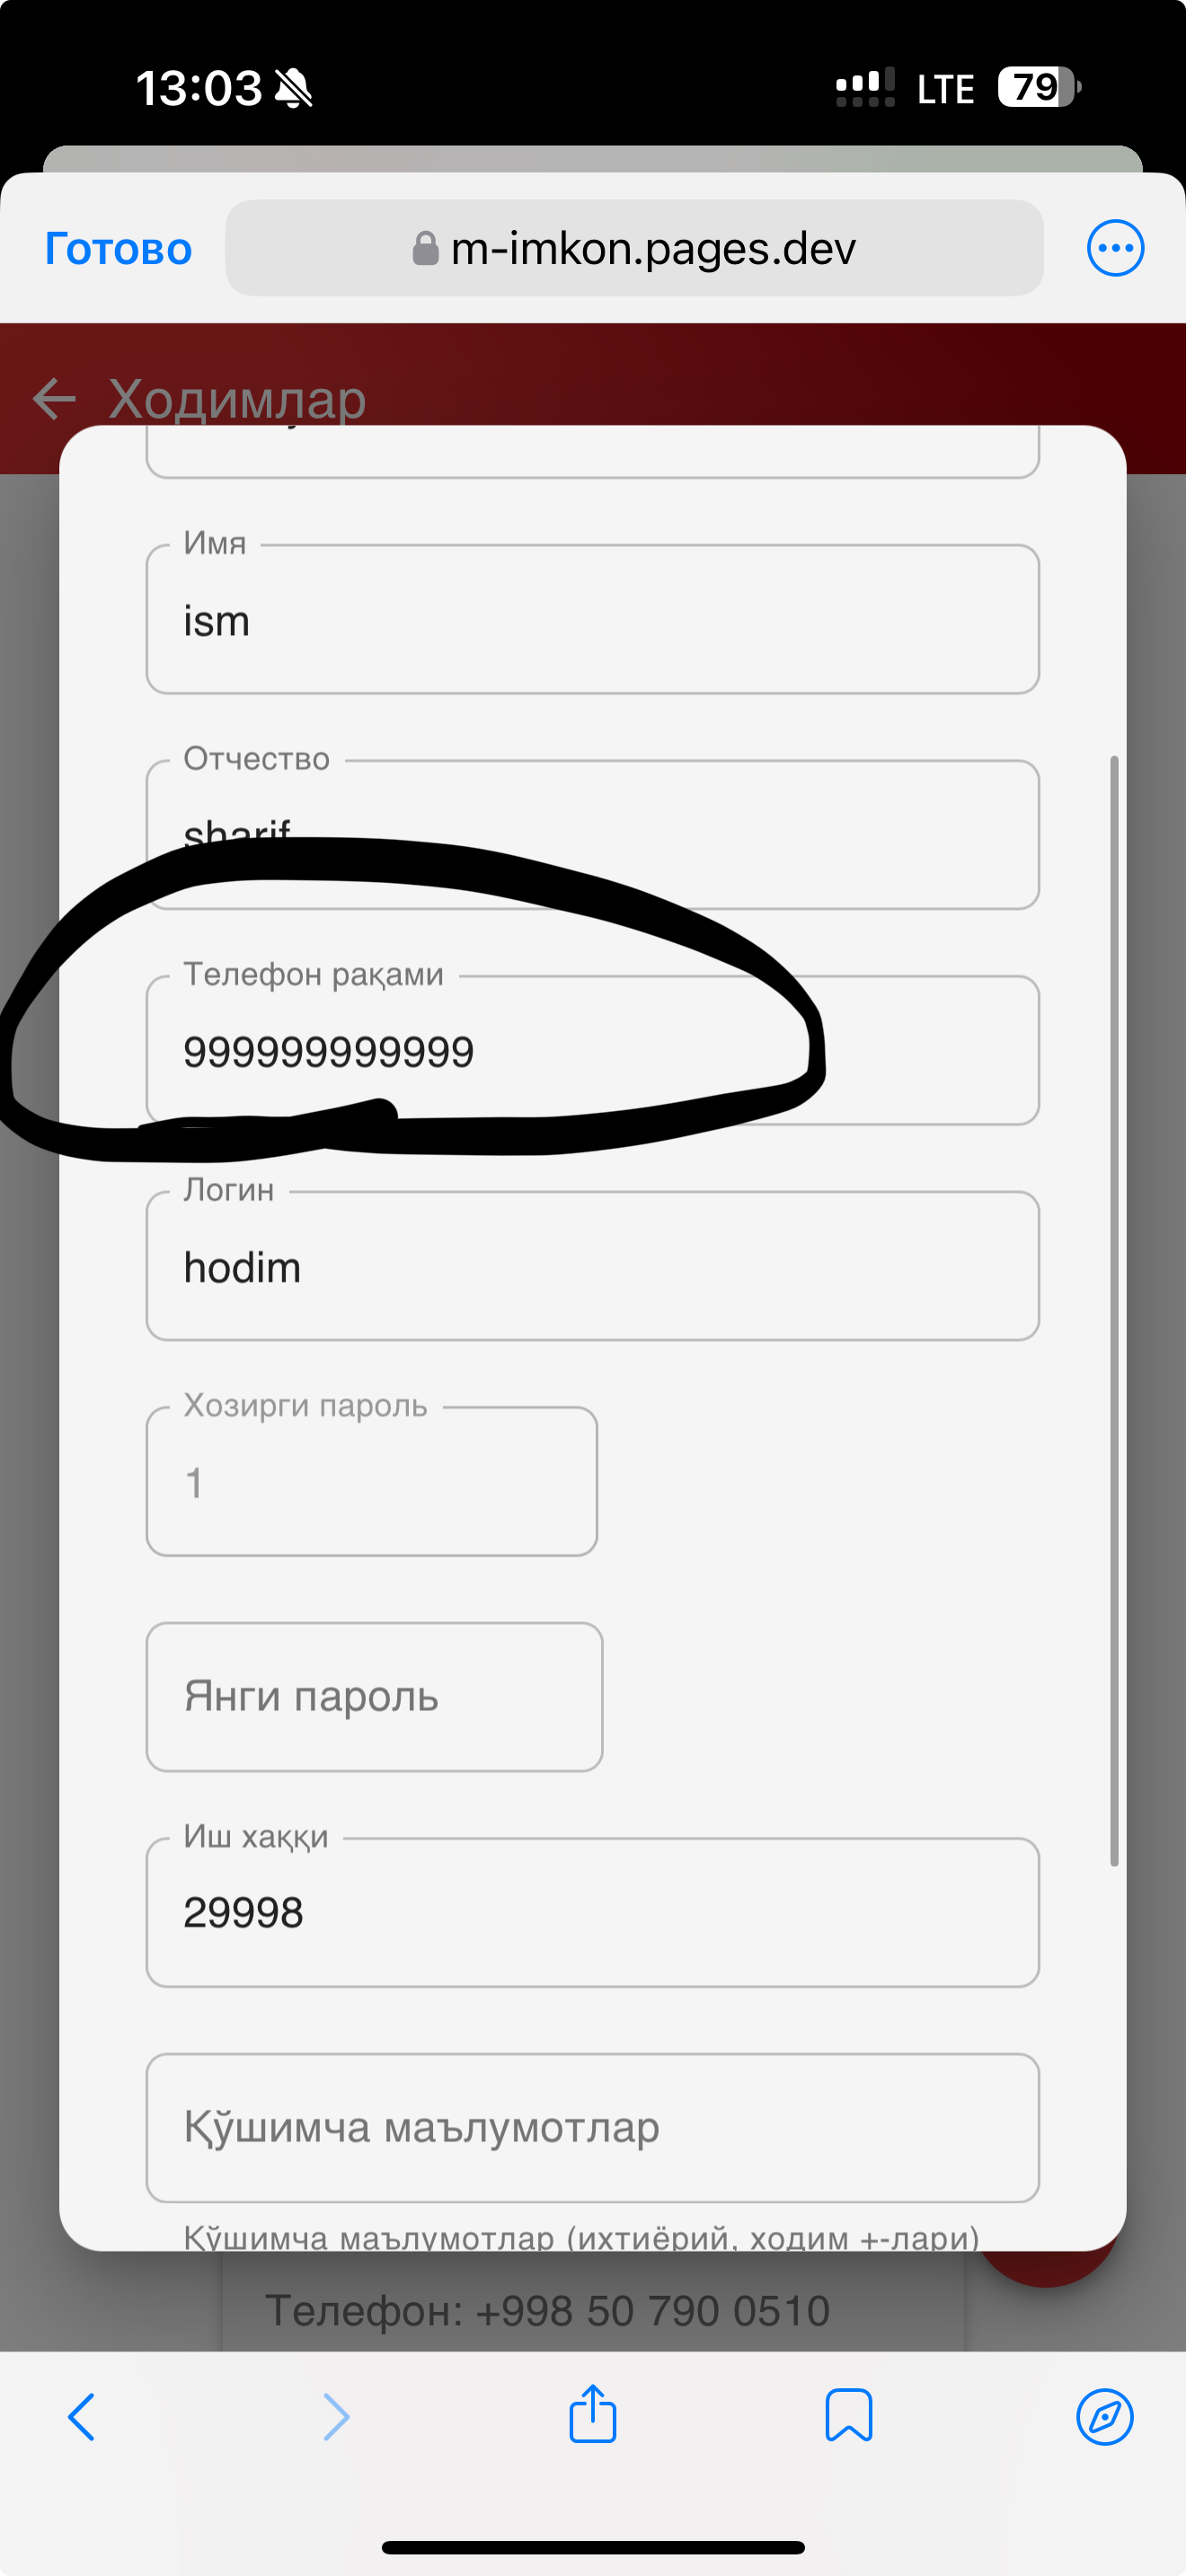 13:03
LTE 79
Готово
m-imkon.pages.dev
Ходимлар
Имя
ism
Отчество
sharif
Телефон рақами
999999999999
Логин
hodim
Хозирги пароль
1
Янги пароль
Иш хаққи
29998
Қўшимча маълумотлар
Қўшимча маълумотлар (ихтиёрий, ходим +-лари)
Телефон: +998 50 790 0510